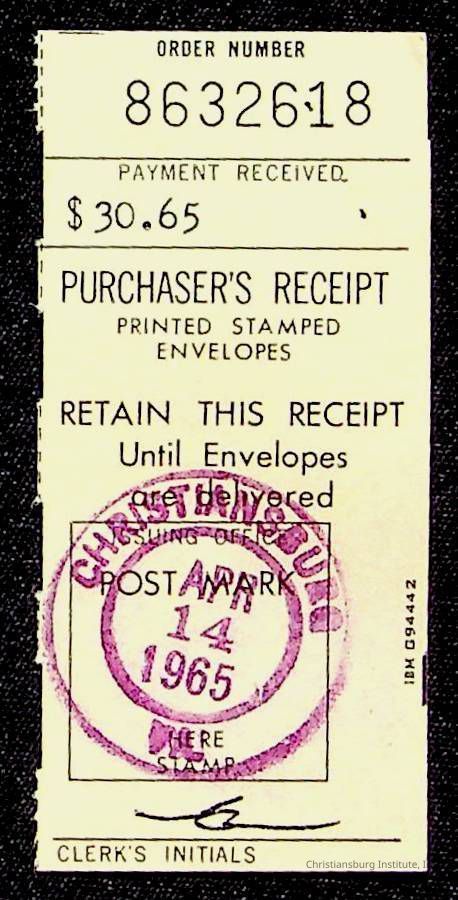 ORDER NUMBER
8632618
PAYMENT RECEIVED
$30.65
PURCHASER'S RECEIPT
PRINTED STAMPED
ENVELOPES
RETAIN THIS RECEIPT
Until Envelopes
are delivered
ISSUING OFFICE
POST MARK
HERE
STAMP
CHRISTIANSBURG
APR
14
1965
IBM G94442
CLERK'S INITIALS
Christiansburg Institute, I